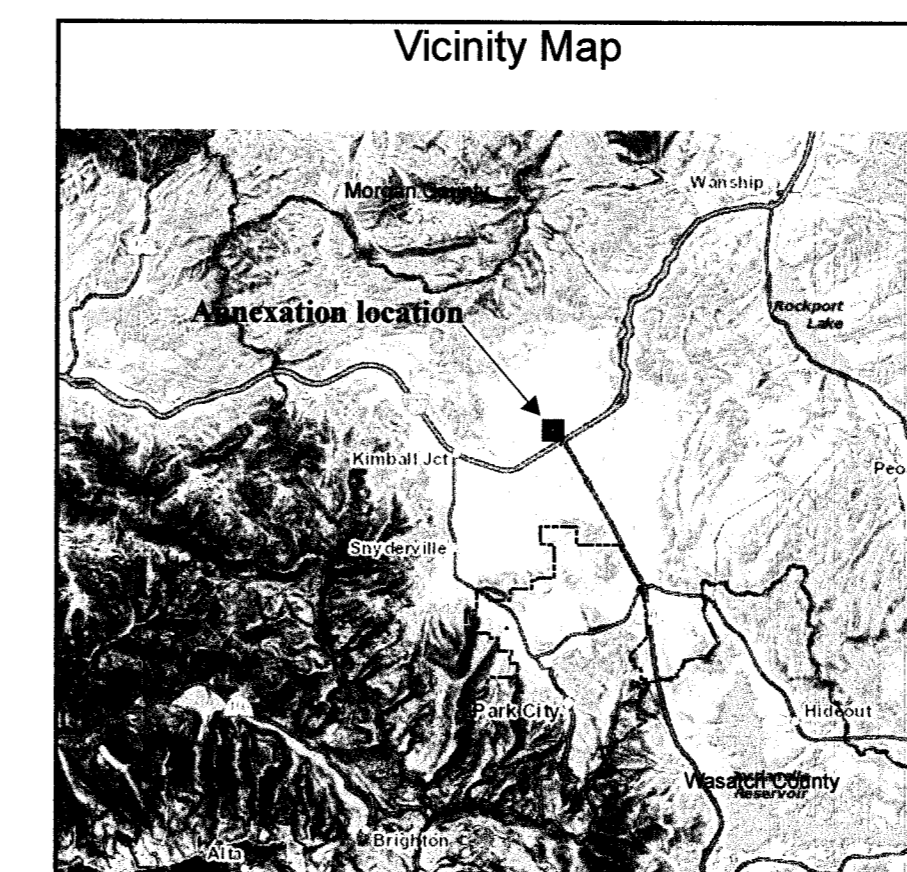 Vicinity Map
Wanship
Morgan County
Annexation location
Rockport
Lake
Kimball Jct
Peo
Snyderville
Park City
Hideout
Wasatch County
Reservoir
Brighton
Alta